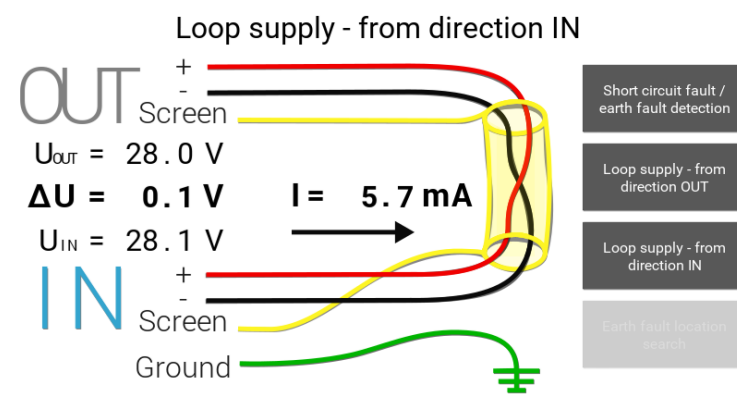 Loop supply - from direction IN
OUT
+
-
Screen
UOUT = 28.0 V
ΔU = 0.1 V
I = 5.7 mA
UIN = 28.1 V
IN
+
-
Screen
Ground
Short circuit fault /
earth fault detection
Loop supply - from
direction OUT
Loop supply - from
direction IN
Earth fault location
search